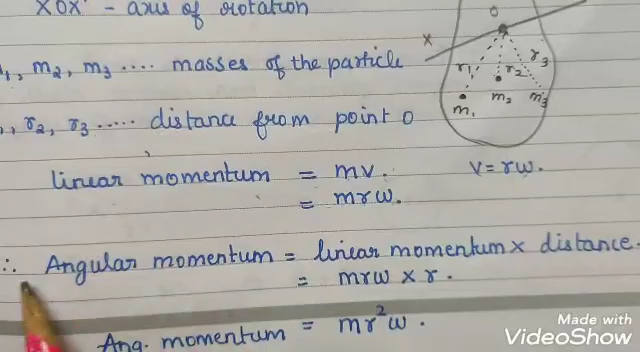 XOX' - axis of rotation
m₁, m₂, m₃ .... masses of the particle
r₂, r₃ ..... distance from point O
linear momentum = mv. v = rω.
= mrω.
∴ Angular momentum = linear momentum × distance.
= mrω × r.
Ang. momentum = mr²ω.
O
X
r₁ r₂ r₃
m₁ m₂ m₃
Made with
VideoShow